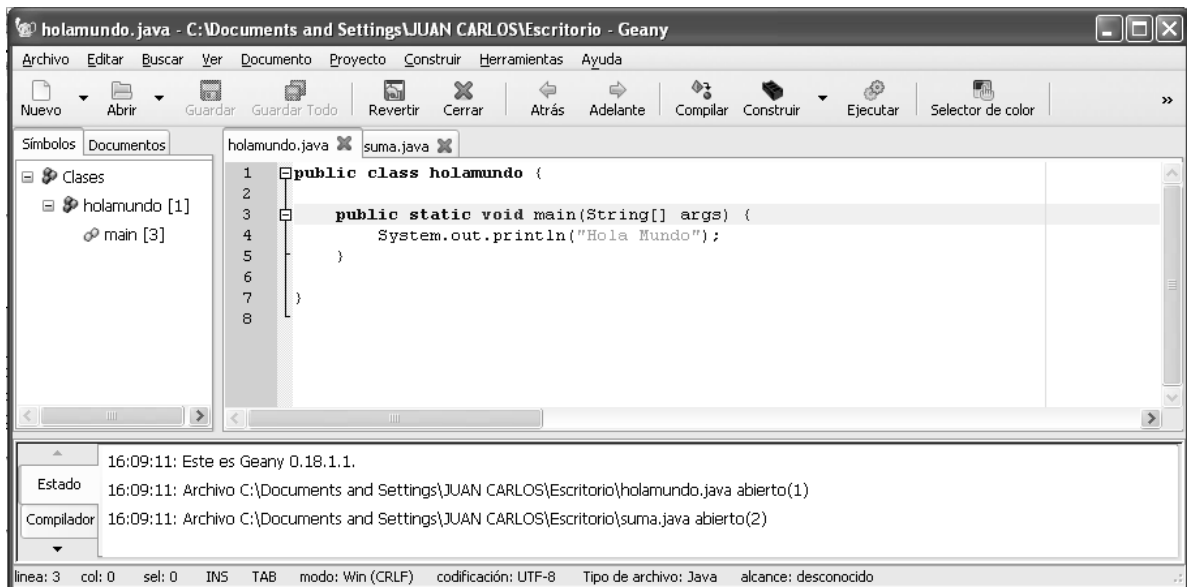 holamundo.java - C:\Documents and Settings\JUAN CARLOS\Escritorio - Geany
Archivo Editar Buscar Ver Documento Proyecto Construir Herramientas Ayuda
Nuevo Abrir Guardar Guardar Todo Revertir Cerrar Atrás Adelante Compilar Construir Ejecutar Selector de color »
Símbolos Documentos
Clases
holamundo [1]
main [3]
holamundo.java suma.java
1 public class holamundo {
2
3 public static void main(String[] args) {
4 System.out.println("Hola Mundo");
5 }
6
7 }
8
Estado
Compilador
16:09:11: Este es Geany 0.18.1.1.
16:09:11: Archivo C:\Documents and Settings\JUAN CARLOS\Escritorio\holamundo.java abierto(1)
16:09:11: Archivo C:\Documents and Settings\JUAN CARLOS\Escritorio\suma.java abierto(2)
linea: 3 col: 0 sel: 0 INS TAB modo: Win (CRLF) codificación: UTF-8 Tipo de archivo: Java alcance: desconocido